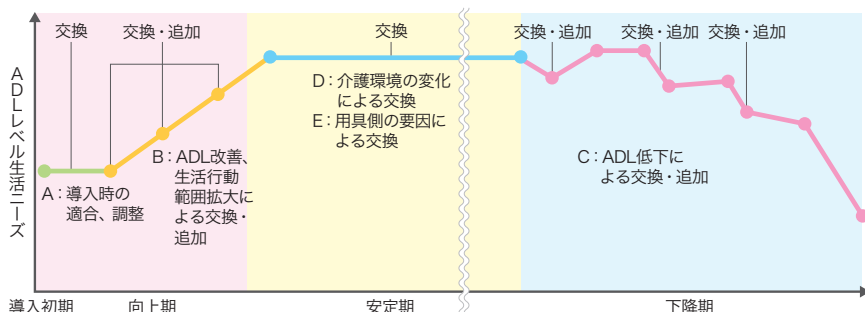 交換
交換・追加
交換
交換・追加
交換・追加
交換・追加
ADLレベル生活ニーズ
A：導入時の
適合、調整
B：ADL改善、
生活行動
範囲拡大に
よる交換・
追加
D：介護環境の変化
による交換
E：用具側の要因に
よる交換
C：ADL低下に
よる交換・追加
導入初期
向上期
安定期
下降期